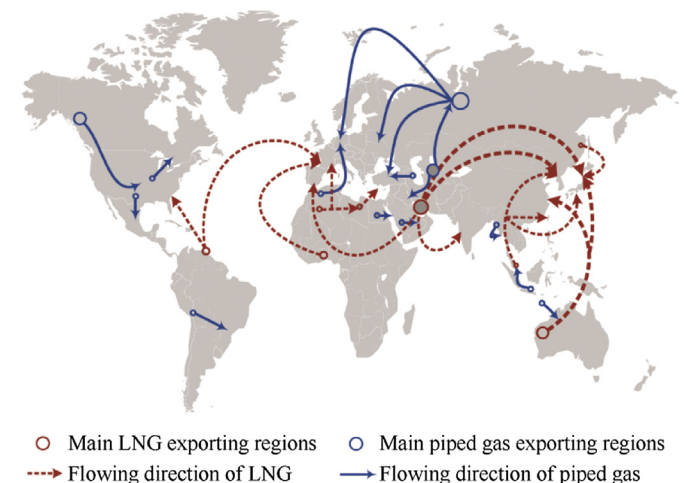 Main LNG exporting regions
Main piped gas exporting regions
Flowing direction of LNG
Flowing direction of piped gas